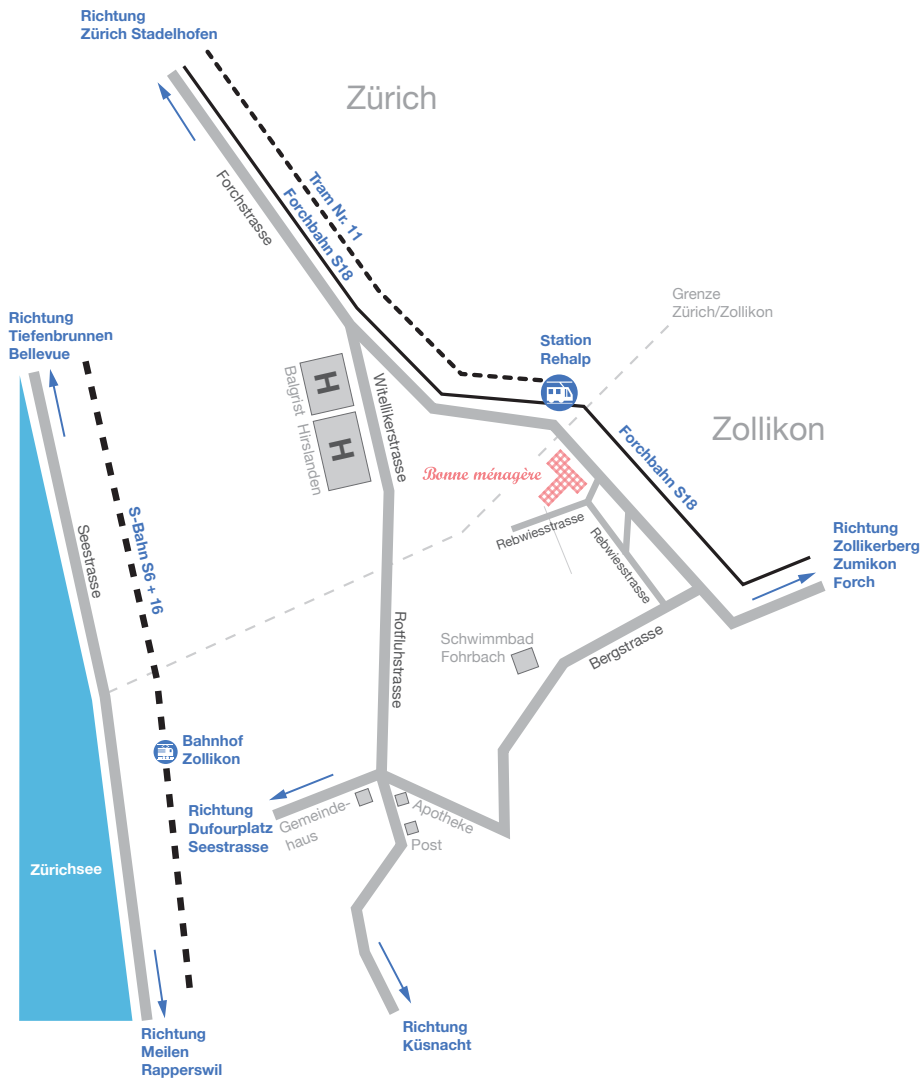 Richtung
Zürich Stadelhofen
Zürich
Forchstrasse
Tram Nr. 11
Forchbahn S18
Grenze
Zürich/Zollikon
Richtung
Tiefenbrunnen
Bellevue
Station
Rehalp
Balgrist
H
Hirslanden
H
Witellikerstrasse
Zollikon
Forchbahn S18
Bonne ménagère
Rebwiesstrasse
Rebwiesstrasse
Richtung
Zollikerberg
Zumikon
Forch
Seestrasse
S-Bahn S6 + 16
Rotfluhstrasse
Schwimmbad
Fohrbach
Bergstrasse
Bahnhof
Zollikon
Richtung
Dufourplatz
Seestrasse
Gemeinde-
haus
Apotheke
Post
Zürichsee
Richtung
Meilen
Rapperswil
Richtung
Küsnacht